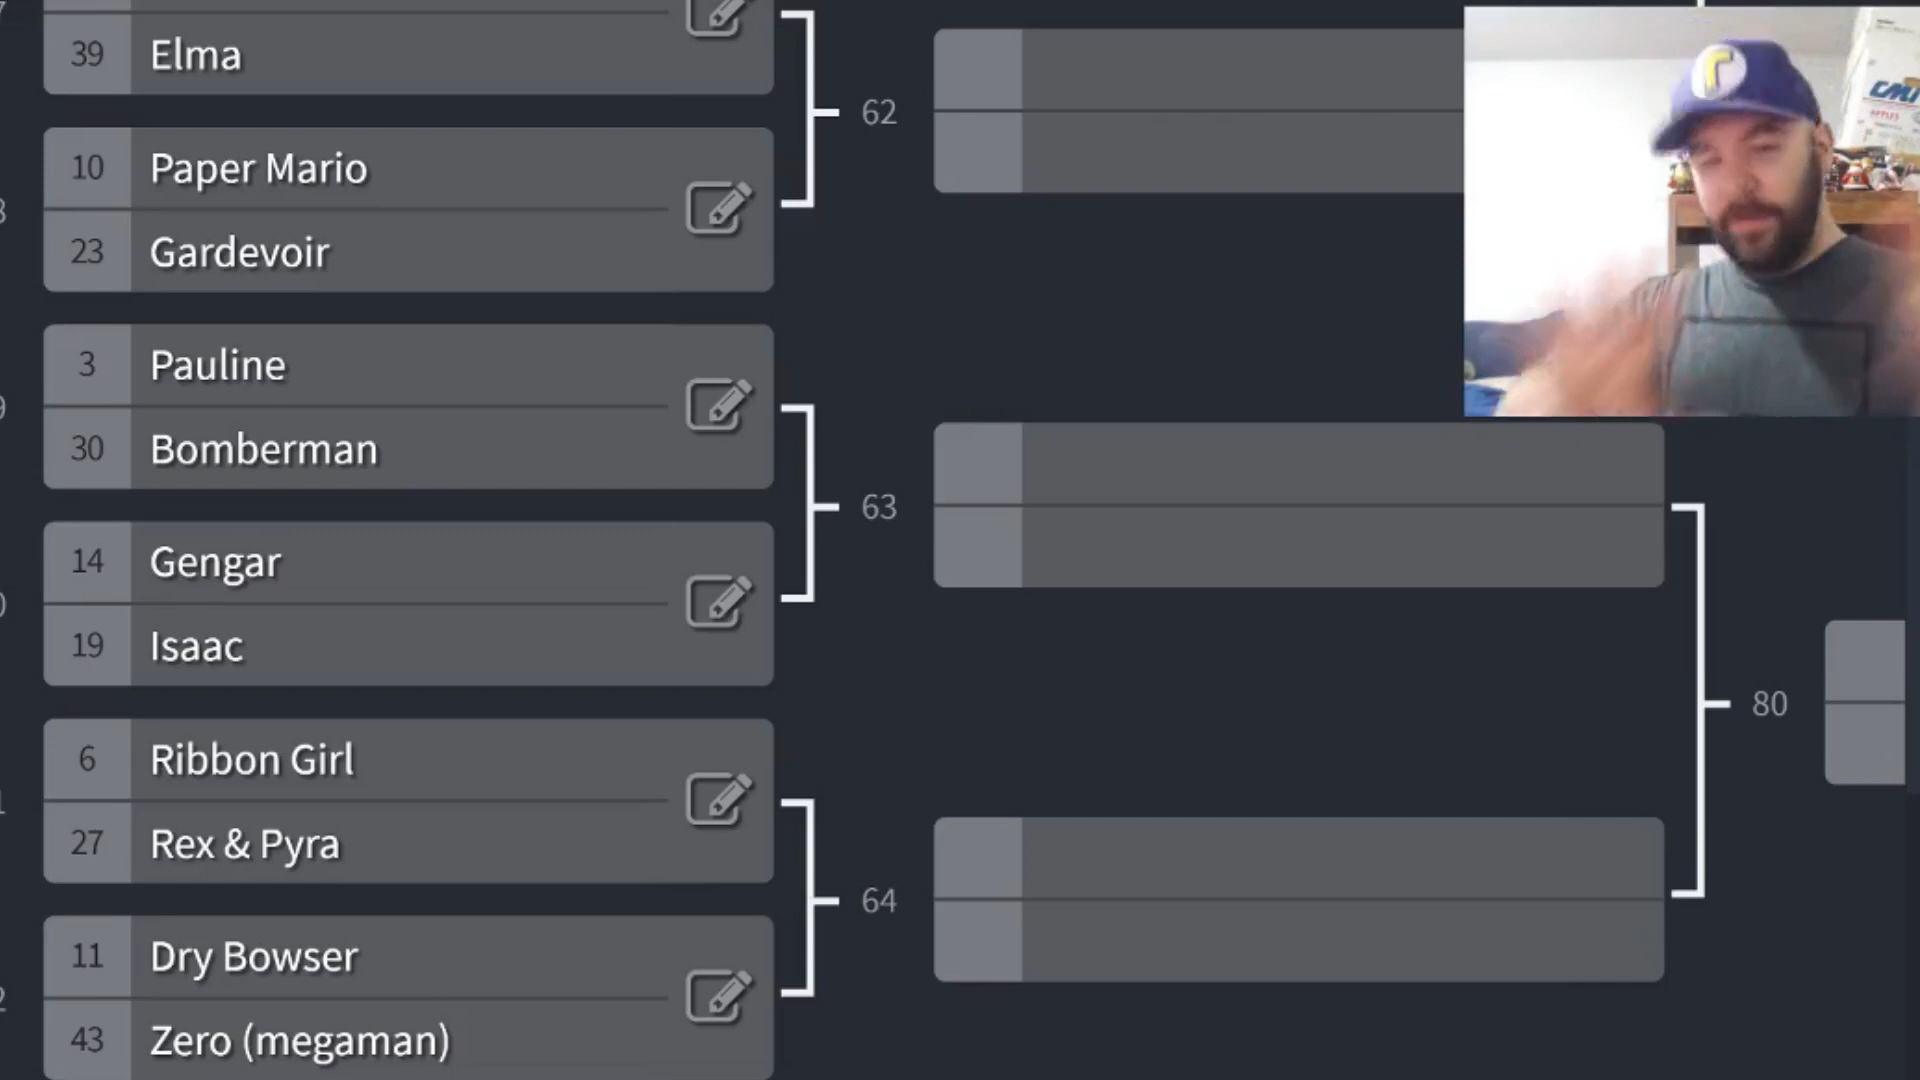 39 Elma
10 Paper Mario
23 Gardevoir
62
3 Pauline
30 Bomberman
14 Gengar
19 Isaac
63
6 Ribbon Girl
27 Rex & Pyra
11 Dry Bowser
43 Zero (megaman)
64
80
APPLES